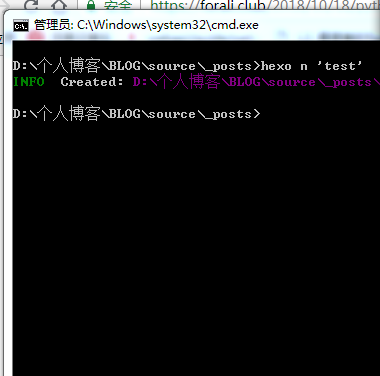 安全 https://forali.club/2018/10/18/pyth
管理员: C:\Windows\system32\cmd.exe
D:\个人博客\BLOG\source\_posts>hexo n 'test'
INFO  Created: D:\个人博客\BLOG\source\_posts\
D:\个人博客\BLOG\source\_posts>